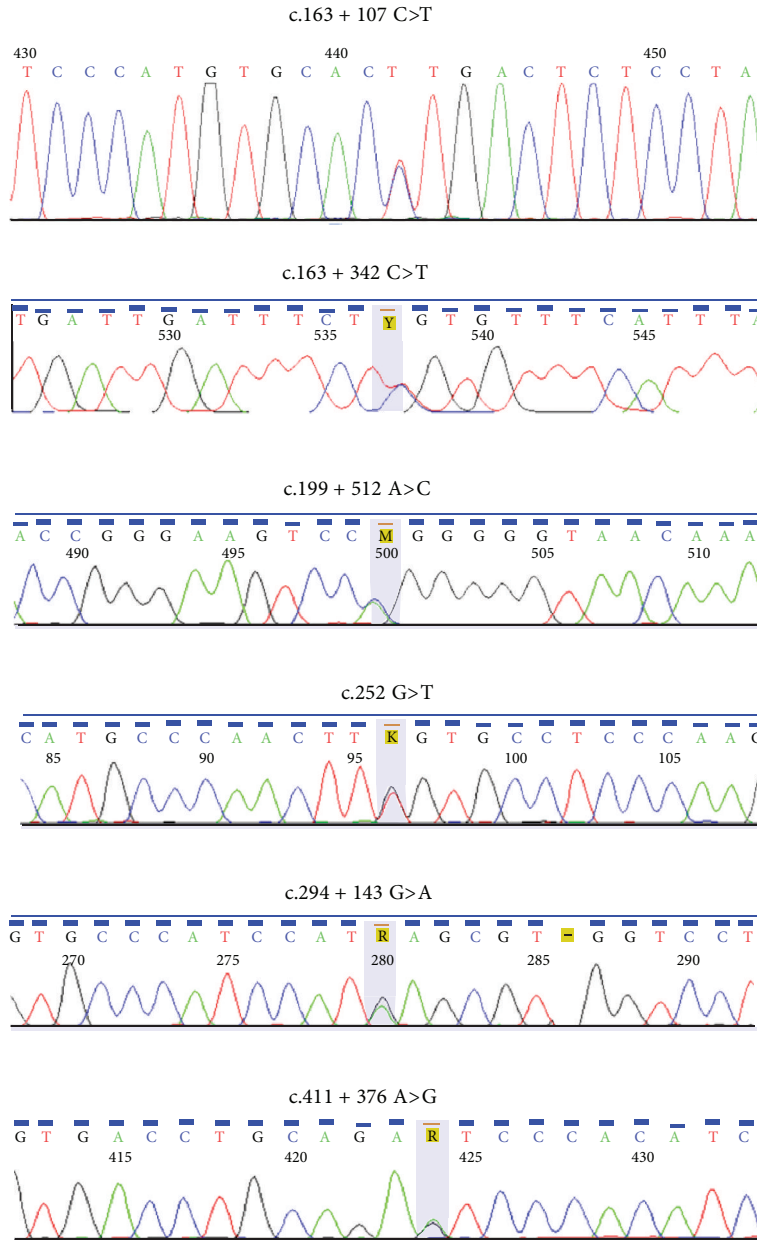 c.163 + 107 C>T
430 440 450
T C C C A T G T G C A C T T G A C T C T C C T A
c.163 + 342 C>T
T G A T T G A T T T C T Y G T G T T T C A T T T A
530 535 540 545
c.199 + 512 A>C
A C C G G G A A G T C C M G G G G G T A A C A A A
490 495 500 505 510
c.252 G>T
C A T G C C C A A C T T K G T G C C T C C C A A G
85 90 95 100 105
c.294 + 143 G>A
G T G C C C A T C C A T R A G C G T - G G T C C T
270 275 280 285 290
c.411 + 376 A>G
G T G A C C T G C A G A R T C C C A C A T C
415 420 425 430